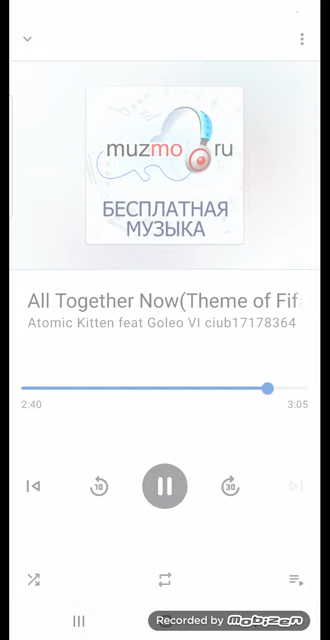 muzmo ru
БЕСПЛАТНАЯ
МУЗЫКА
All Together Now(Theme of Fif
Atomic Kitten feat Goleo VI ciub17178364
2:40
3:05
10
30
Recorded by Mobizen